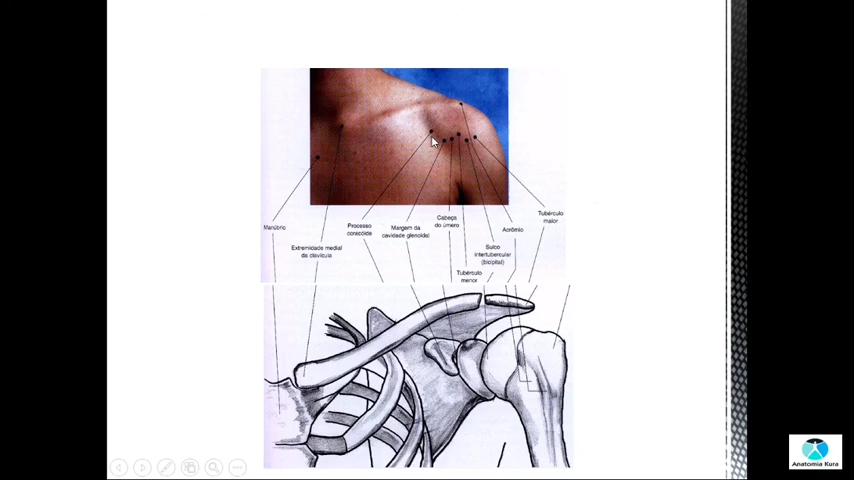 Manúbrio
Extremidade medial
da clavícula
Processo
coracóide
Margem da
cavidade glenoidal
Cabeça
do úmero
Tubérculo
menor
Sulco
intertubercular
(bicipital)
Acrômio
Tubérculo
maior
Anatomia Kura